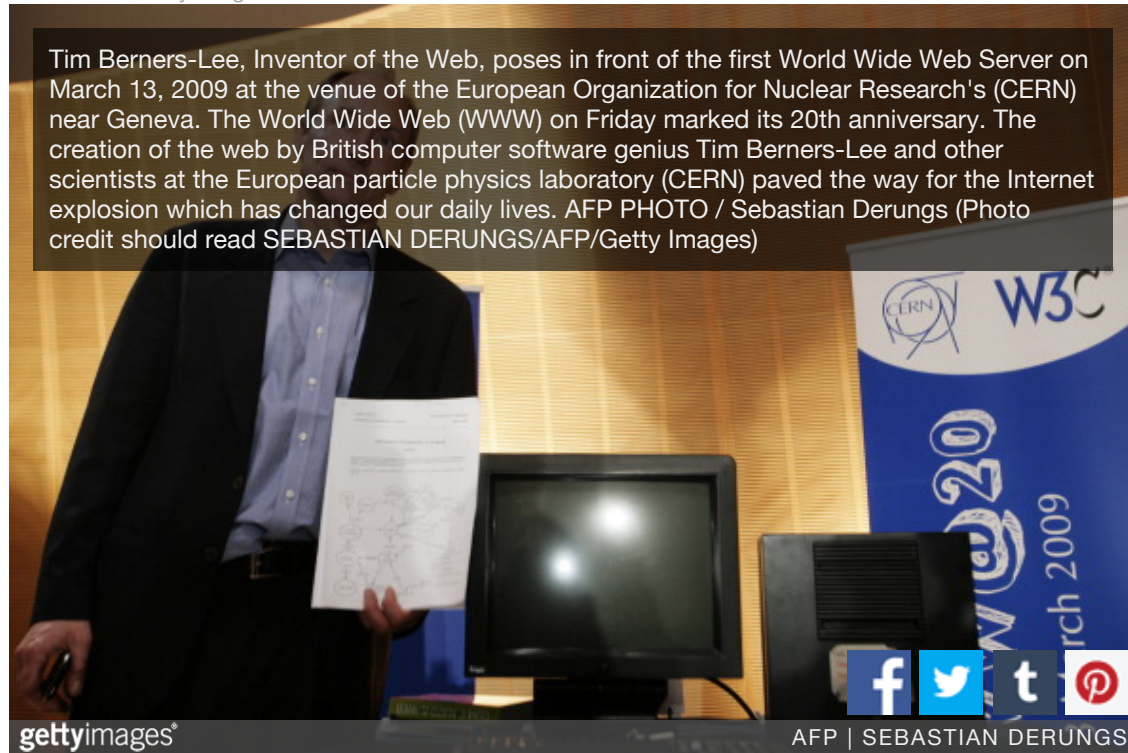 Tim Berners-Lee, Inventor of the Web, poses in front of the first World Wide Web Server on
March 13, 2009 at the venue of the European Organization for Nuclear Research's (CERN)
near Geneva. The World Wide Web (WWW) on Friday marked its 20th anniversary. The
creation of the web by British computer software genius Tim Berners-Lee and other
scientists at the European particle physics laboratory (CERN) paved the way for the Internet
explosion which has changed our daily lives. AFP PHOTO / Sebastian Derungs (Photo
credit should read SEBASTIAN DERUNGS/AFP/Getty Images)
CERN
W3C
@20
2009
f
t
gettyimages®
AFP | SEBASTIAN DERUNGS